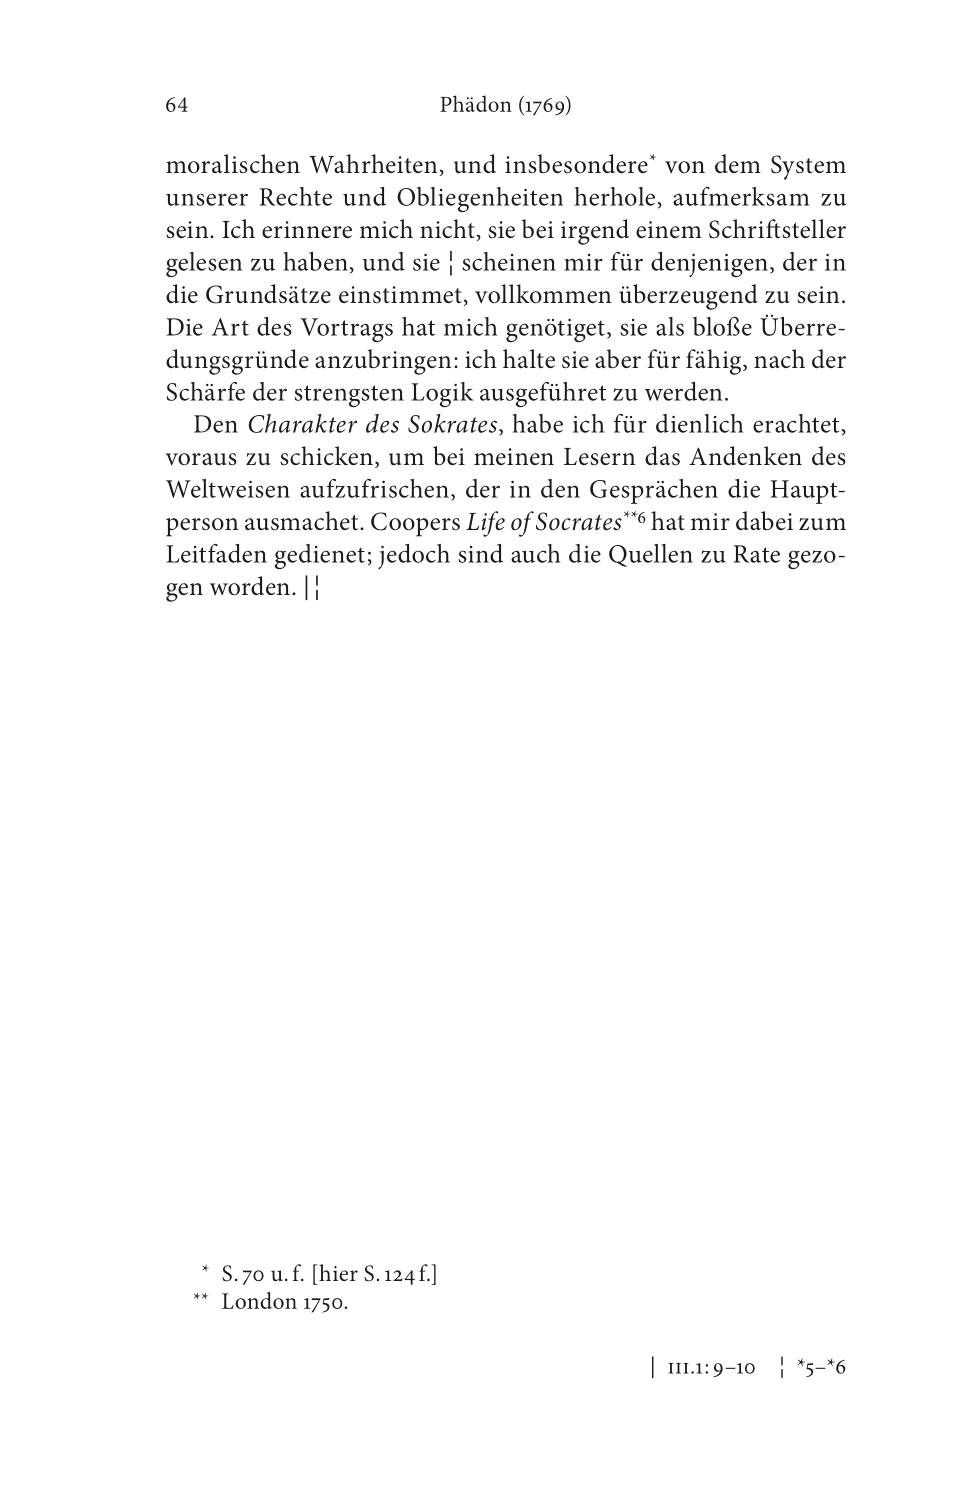 64 Phädon (1769)
moralischen Wahrheiten, und insbesondere* von dem System
unserer Rechte und Obliegenheiten herhole, aufmerksam zu
sein. Ich erinnere mich nicht, sie bei irgend einem Schriftsteller
gelesen zu haben, und sie ¦ scheinen mir für denjenigen, der in
die Grundsätze einstimmet, vollkommen überzeugend zu sein.
Die Art des Vortrags hat mich genötiget, sie als bloße Überre-
dungsgründe anzubringen: ich halte sie aber für fähig, nach der
Schärfe der strengsten Logik ausgeführet zu werden.
Den Charakter des Sokrates, habe ich für dienlich erachtet,
voraus zu schicken, um bei meinen Lesern das Andenken des
Weltweisen aufzufrischen, der in den Gesprächen die Haupt-
person ausmachet. Coopers Life of Socrates**6 hat mir dabei zum
Leitfaden gedienet; jedoch sind auch die Quellen zu Rate gezo-
gen worden. | ¦
* S. 70 u. f. [hier S. 124 f.]
** London 1750.
| III.1: 9–10 ¦ *5–*6